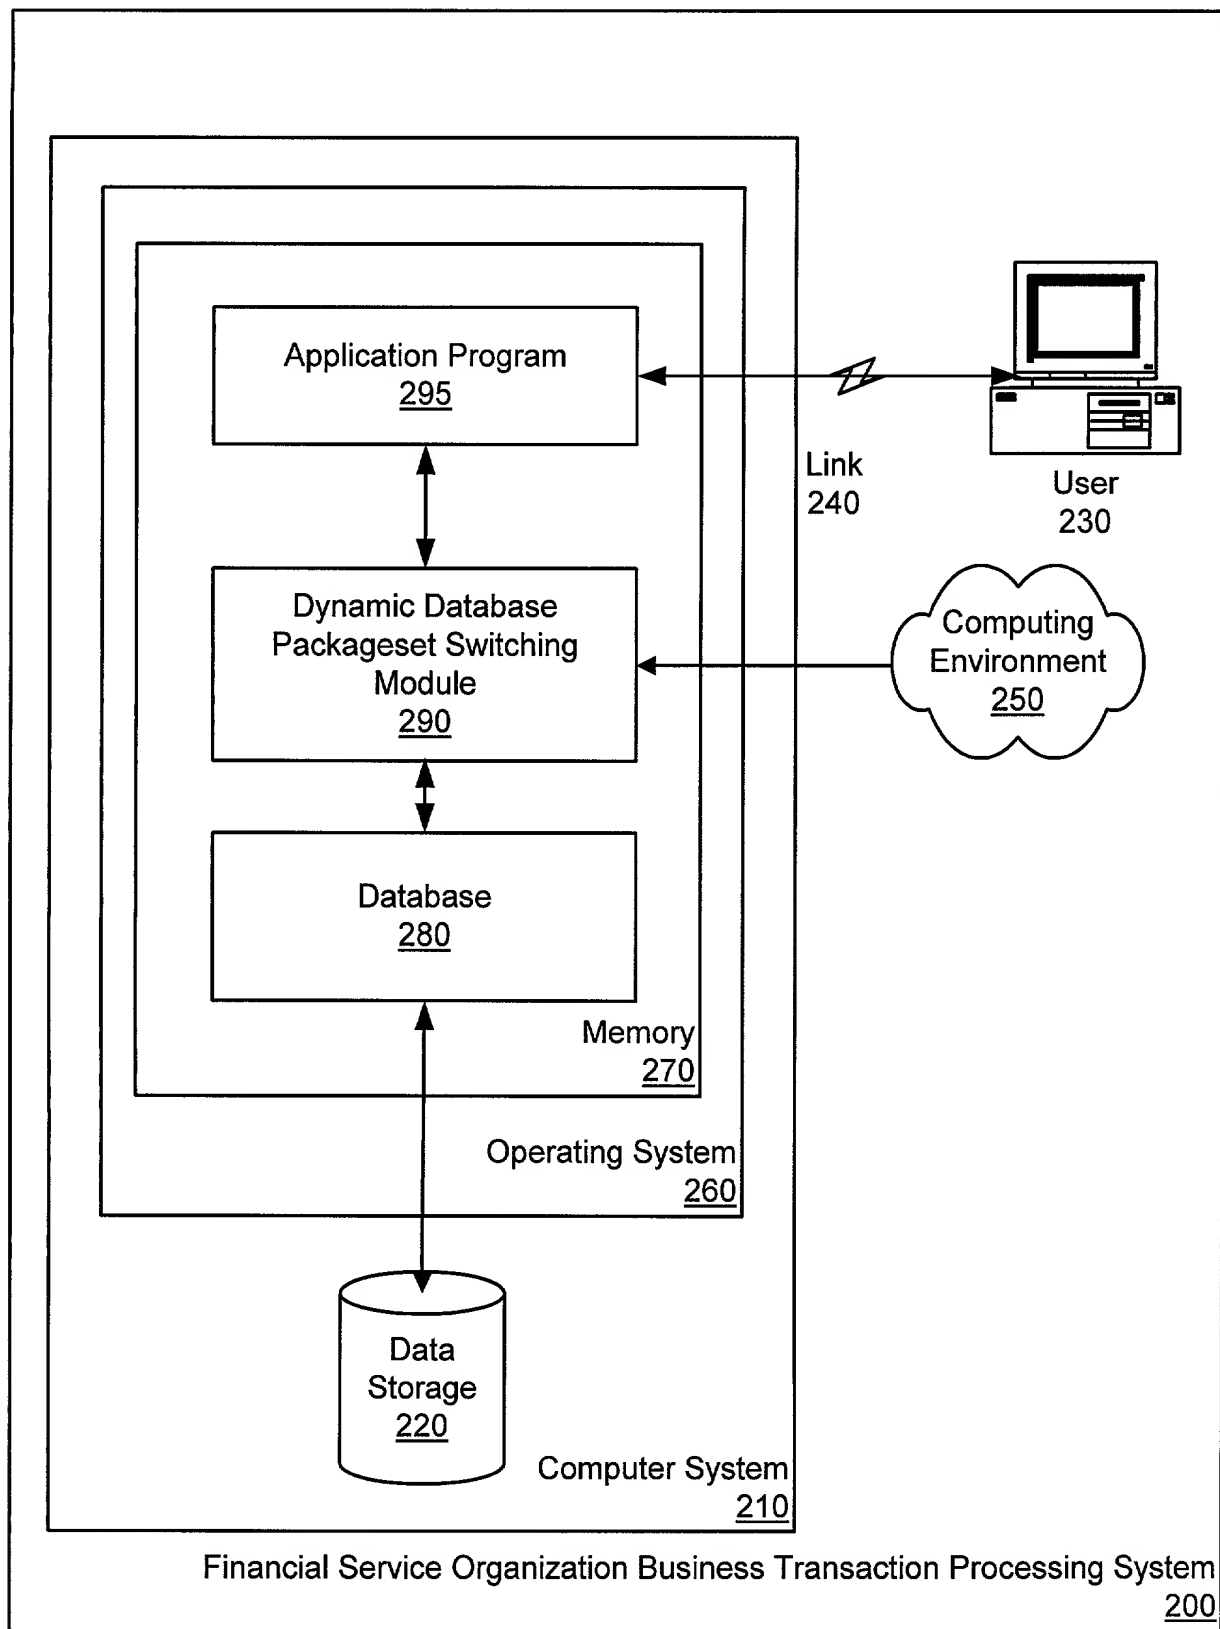 Application Program
295
Link
240
User
230
Dynamic Database
Packageset Switching
Module
290
Computing
Environment
250
Database
280
Memory
270
Operating System
260
Data
Storage
220
Computer System
210
Financial Service Organization Business Transaction Processing System
200